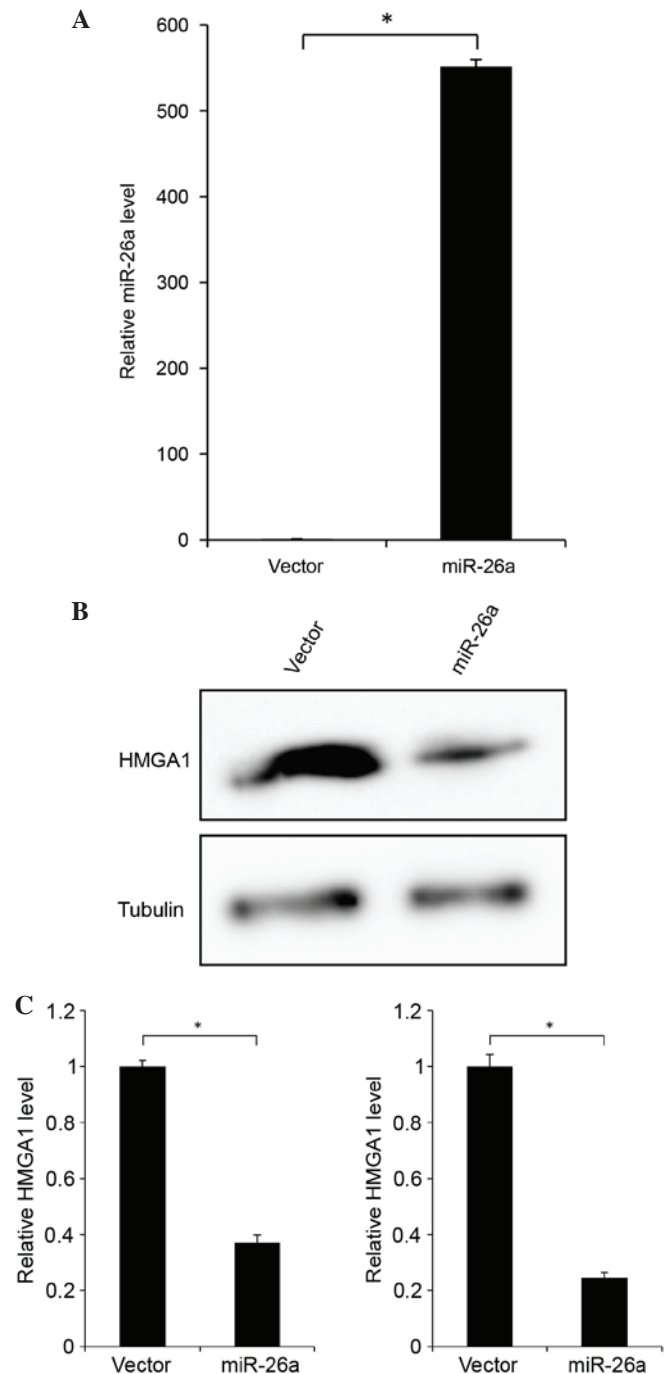 A
*
600
500
400
300
200
100
0
Relative miR-26a level
Vector miR-26a
B
Vector miR-26a
HMGA1
Tubulin
C
1.2
1
0.8
0.6
0.4
0.2
0
Relative HMGA1 level
*
Vector miR-26a
1.2
1
0.8
0.6
0.4
0.2
0
Relative HMGA1 level
*
Vector miR-26a